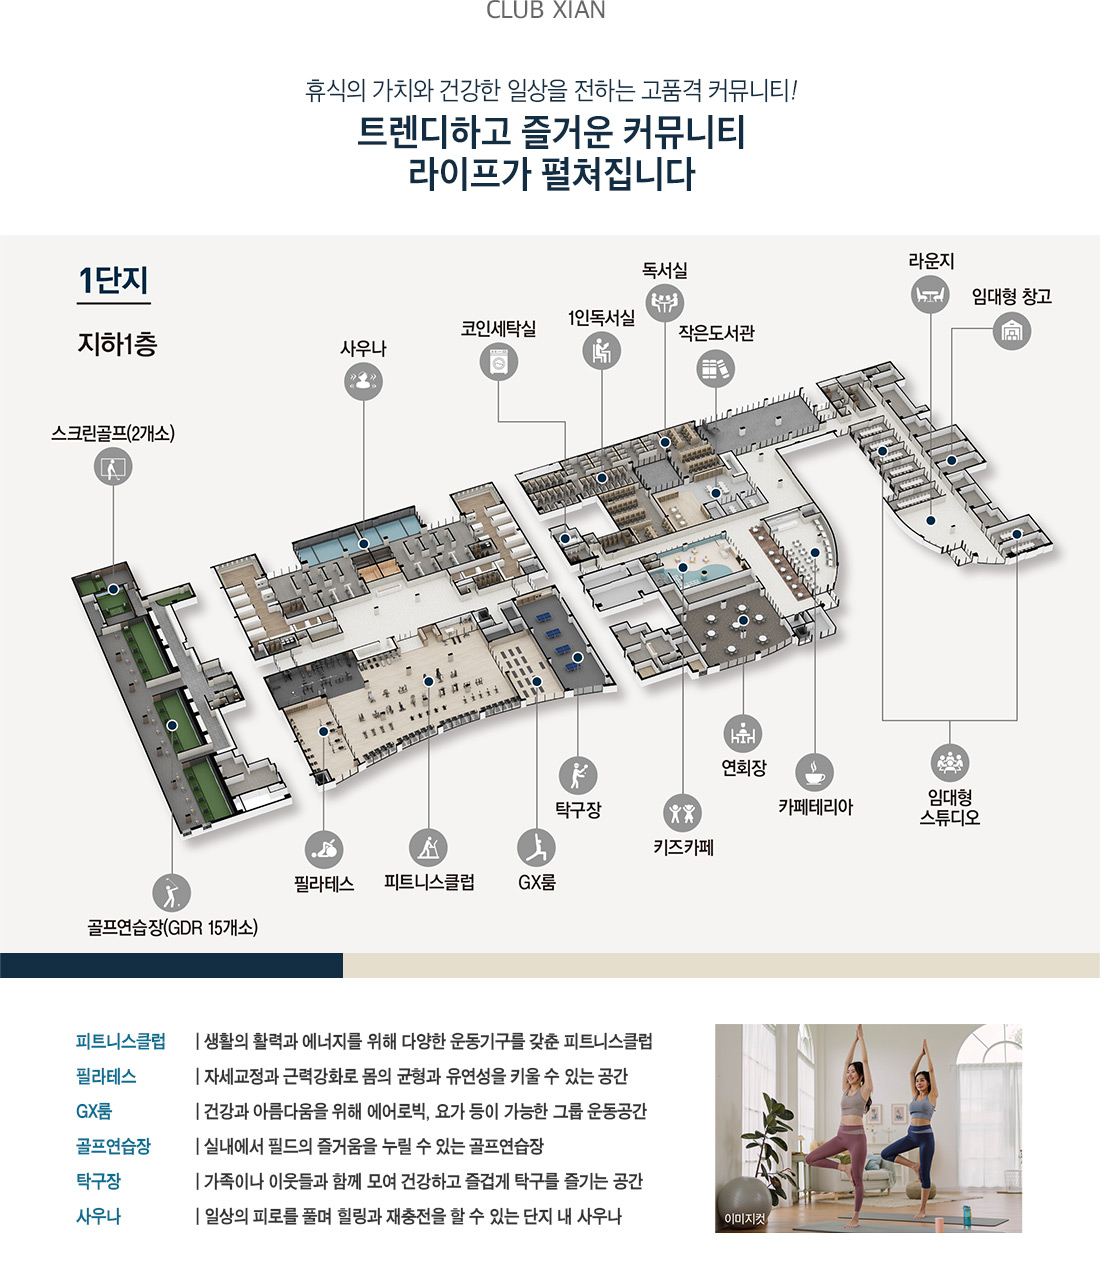 CLUB XIAN
휴식의 가치와 건강한 일상을 전하는 고품격 커뮤니티!
트렌디하고 즐거운 커뮤니티
라이프가 펼쳐집니다
1단지
지하1층
스크린골프(2개소)
사우나
코인세탁실
1인독서실
독서실
작은도서관
라운지
임대형 창고
골프연습장(GDR 15개소)
필라테스
피트니스클럽
GX룸
탁구장
키즈카페
연회장
카페테리아
임대형
스튜디오
피트니스클럽 | 생활의 활력과 에너지를 위해 다양한 운동기구를 갖춘 피트니스클럽
필라테스 | 자세교정과 근력강화로 몸의 균형과 유연성을 키울 수 있는 공간
GX룸 | 건강과 아름다움을 위해 에어로빅, 요가 등이 가능한 그룹 운동공간
골프연습장 | 실내에서 필드의 즐거움을 누릴 수 있는 골프연습장
탁구장 | 가족이나 이웃들과 함께 모여 건강하고 즐겁게 탁구를 즐기는 공간
사우나 | 일상의 피로를 풀며 힐링과 재충전을 할 수 있는 단지 내 사우나
이미지컷